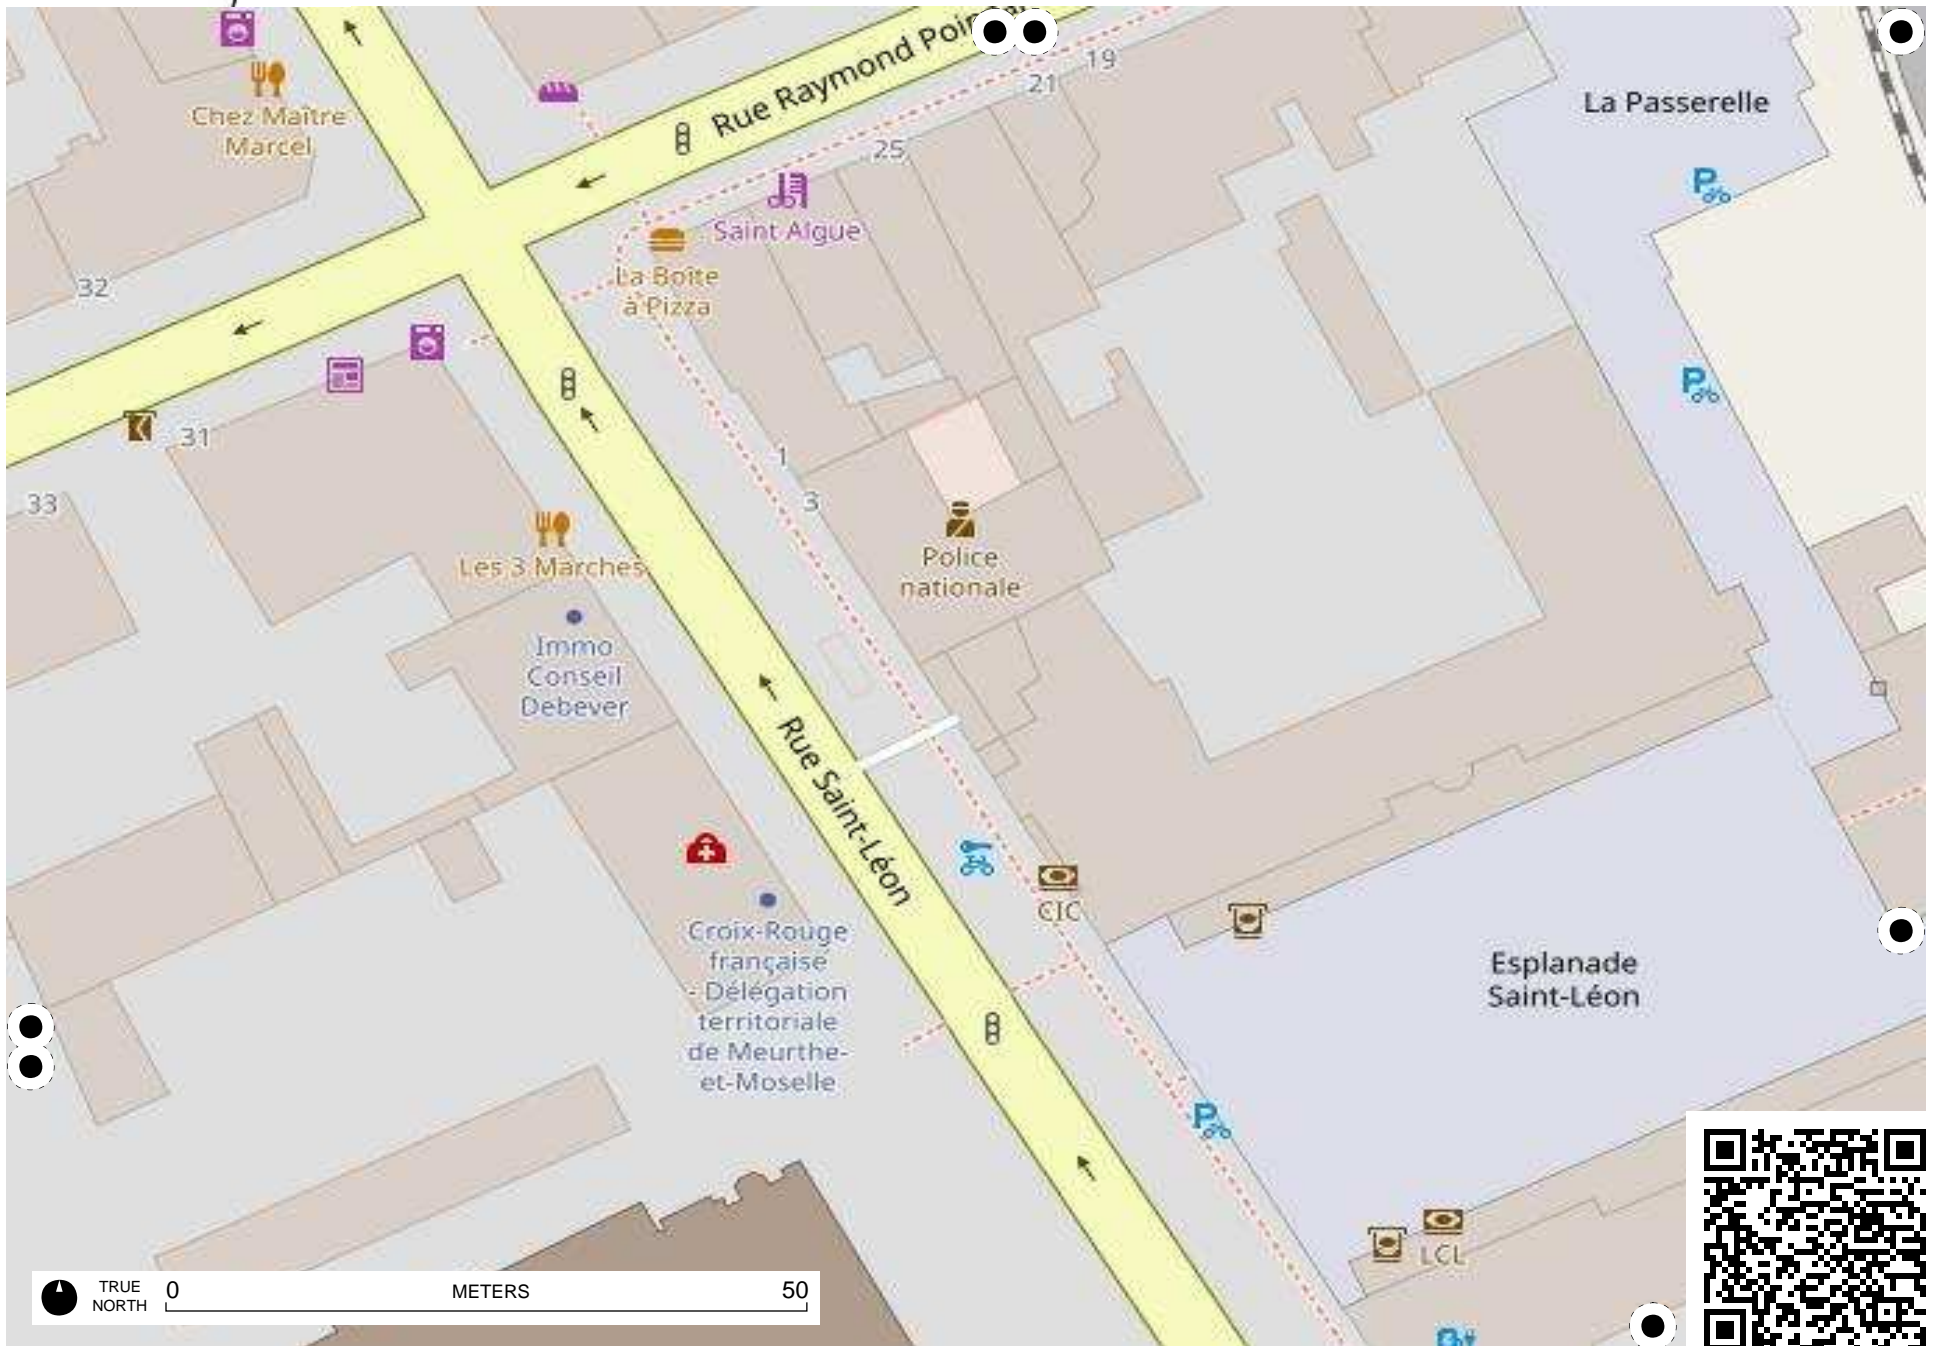 Rue Raymond
19
21
La Passerelle
Chez Maître
Marcel
25
Saint Algue
La Boîte
à Pizza
32
31
1
33
3
Les 3 Marches
Police
nationale
Immo
Conseil
Debever
Rue Saint-Léon
CIC
Croix-Rouge
française
- Délégation
territoriale
de Meurthe-
et-Moselle
Esplanade
Saint-Léon
LCL
TRUE
NORTH
0
METERS
50